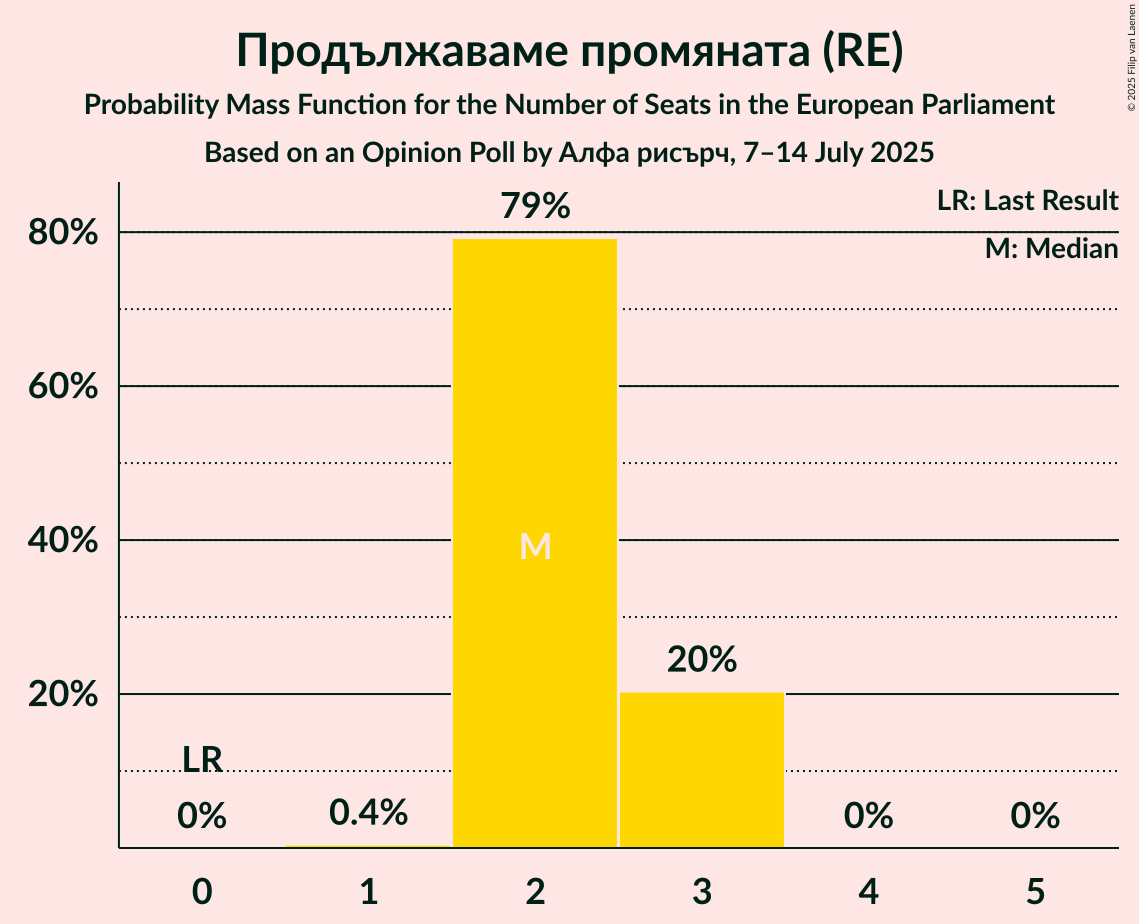 Продължаваме промяната (RE)
Probability Mass Function for the Number of Seats in the European Parliament
Based on an Opinion Poll by Алфа рисърч, 7–14 July 2025
© 2025 Filip van Laenen
LR: Last Result
M: Median
80%
60%
40%
20%
79%
M
20%
LR
0%
0.4%
0%
0%
0
1
2
3
4
5